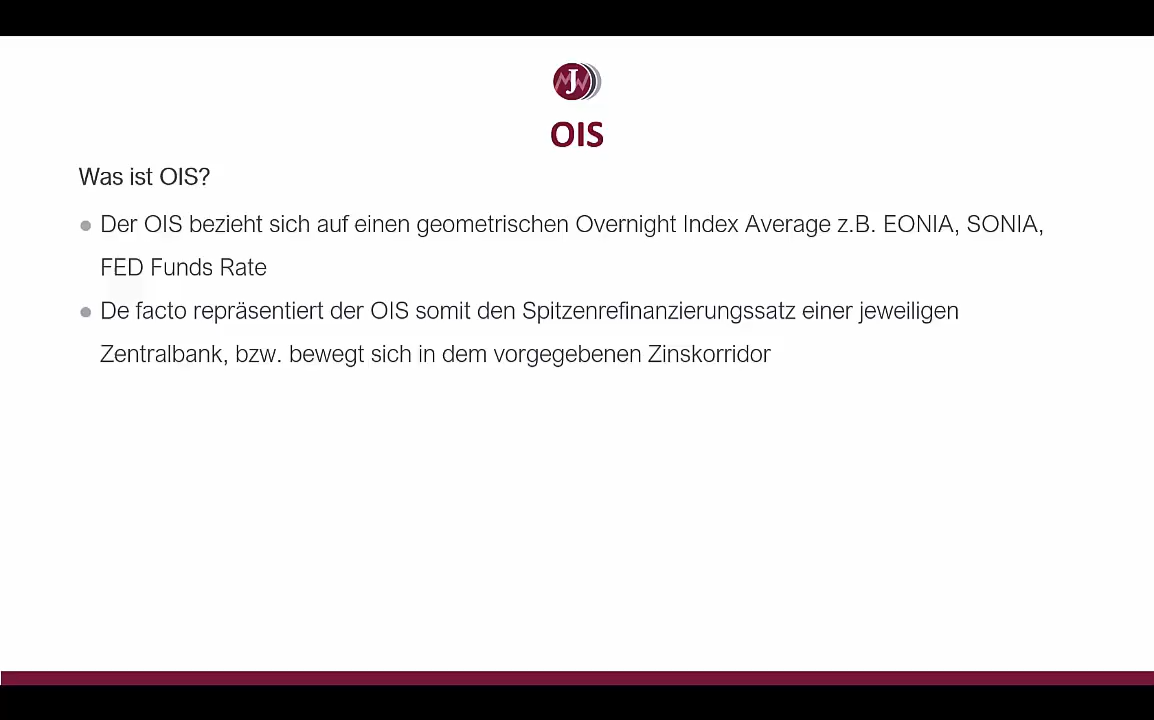 J
OIS
Was ist OIS?
Der OIS bezieht sich auf einen geometrischen Overnight Index Average z.B. EONIA, SONIA,
FED Funds Rate
De facto repräsentiert der OIS somit den Spitzenrefinanzierungssatz einer jeweiligen
Zentralbank, bzw. bewegt sich in dem vorgegebenen Zinskorridor